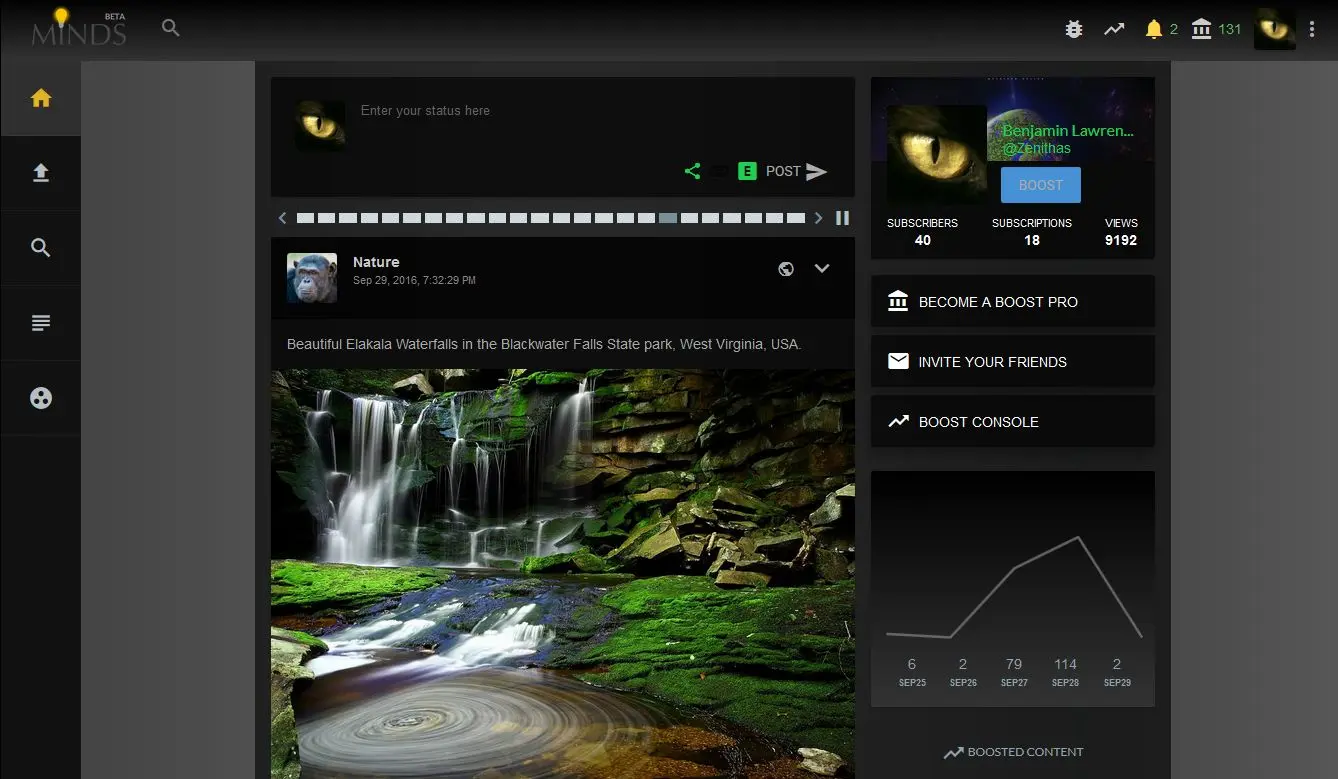 BETA
MINDS
2
131
Enter your status here
E
POST
Benjamin Lawren...
@Zenithas
BOOST
SUBSCRIBERS SUBSCRIPTIONS VIEWS
40 18 9192
Nature
Sep 29, 2016, 7:32:29 PM
Beautiful Elakala Waterfalls in the Blackwater Falls State park, West Virginia, USA.
BECOME A BOOST PRO
INVITE YOUR FRIENDS
BOOST CONSOLE
6 2 79 114 2
SEP25 SEP26 SEP27 SEP28 SEP29
BOOSTED CONTENT